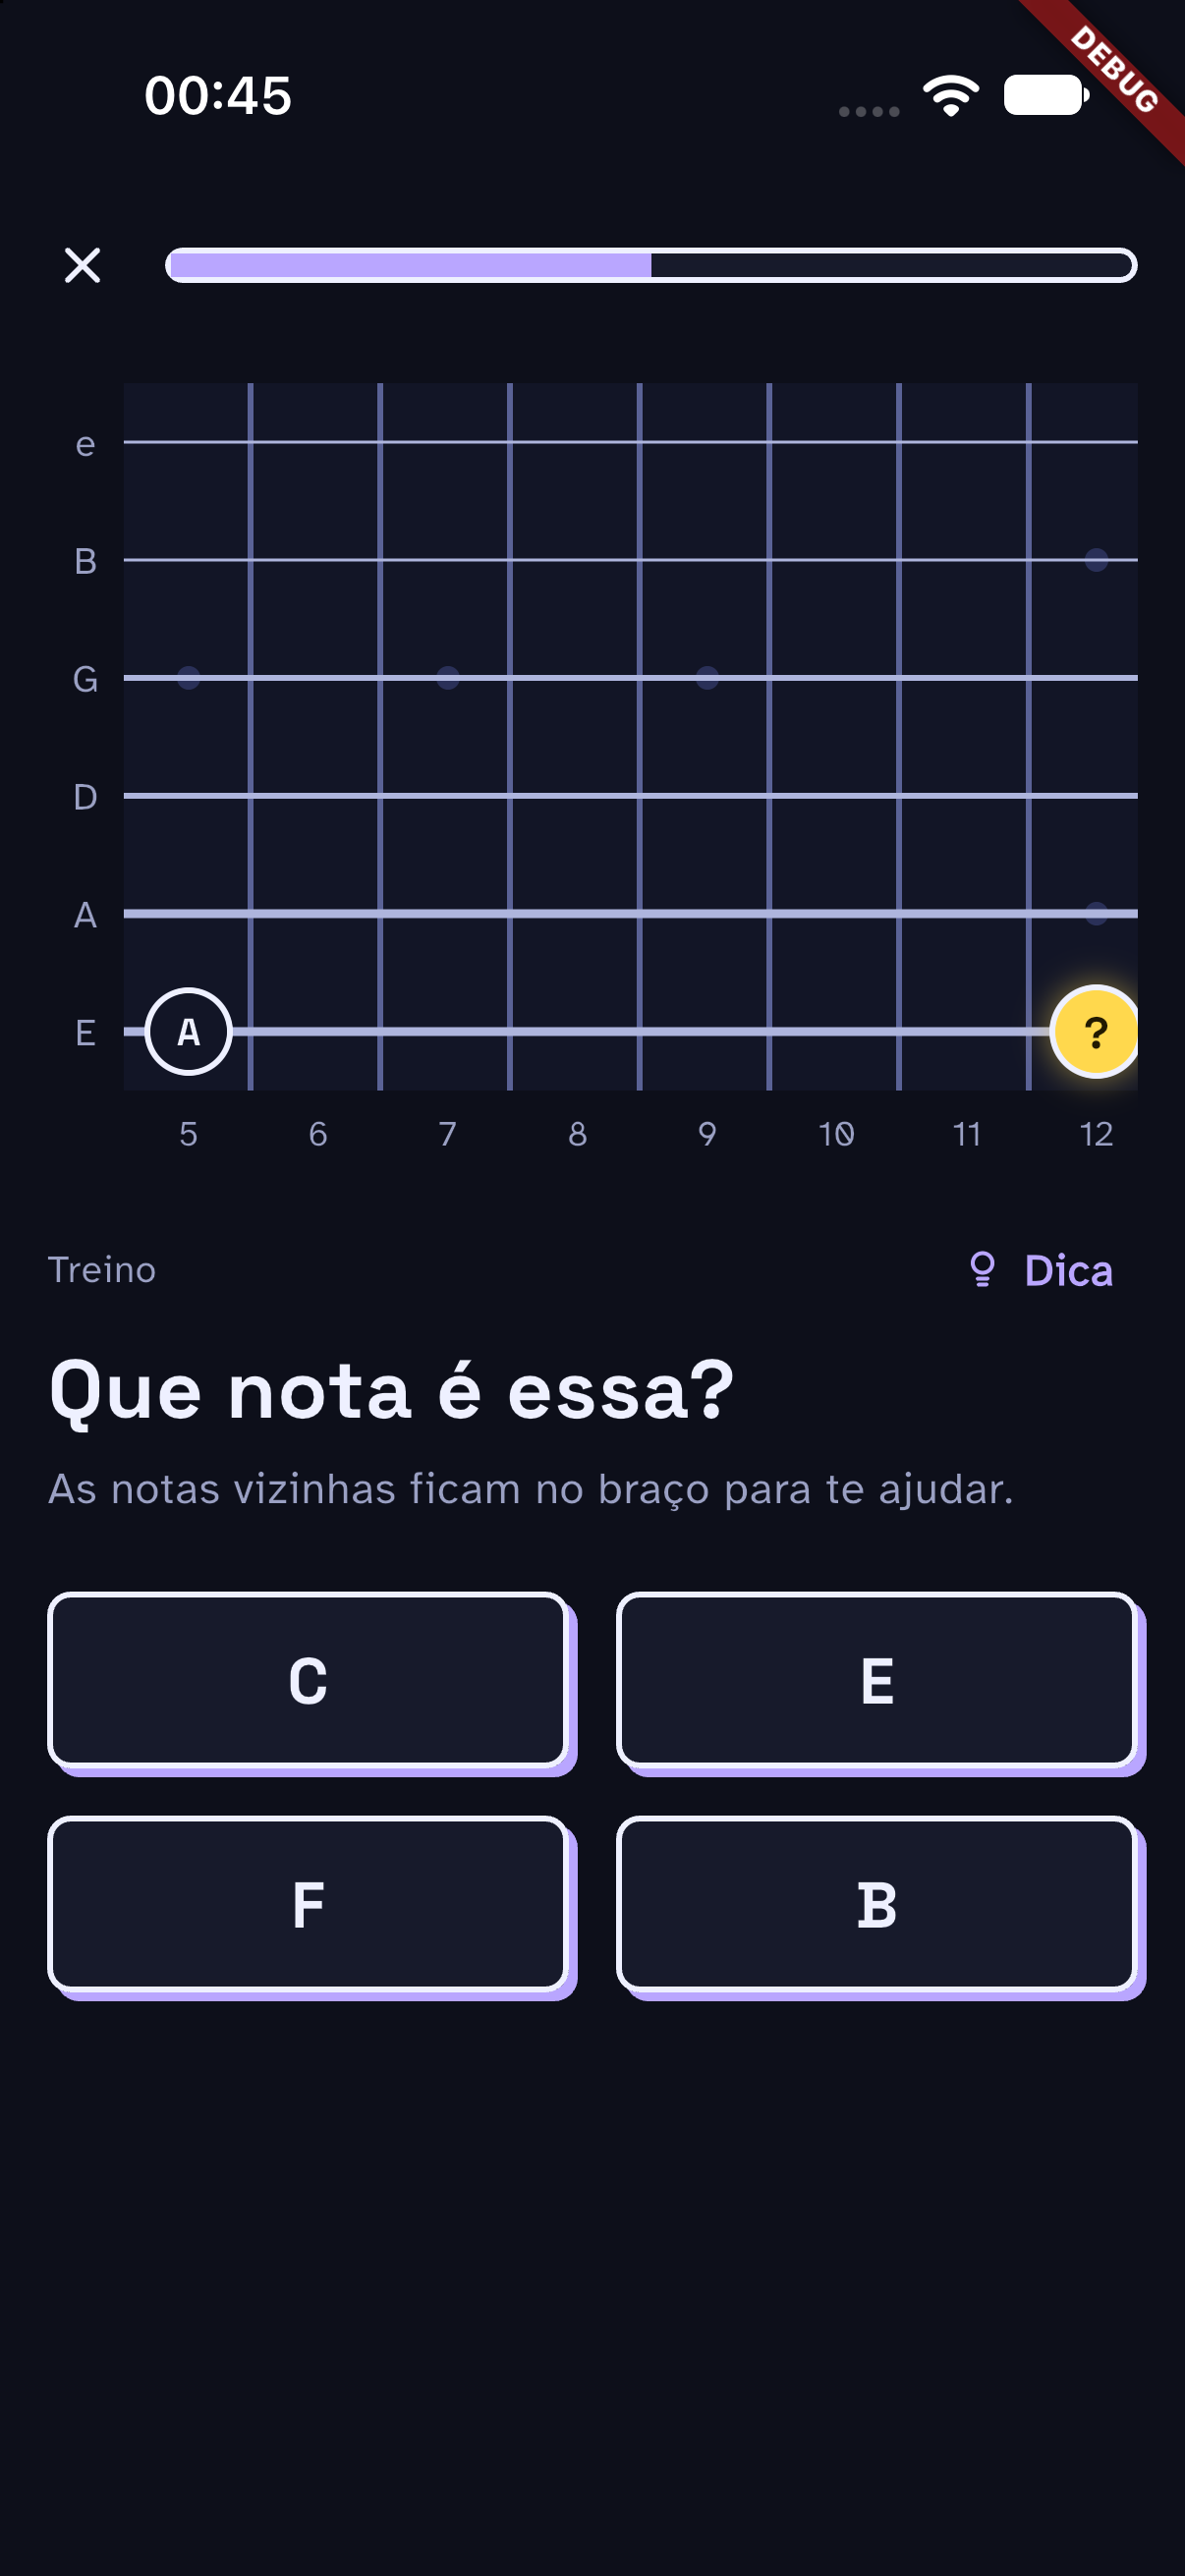 00:45
DEBUG
e
B
G
D
A
E A ?
5 6 7 8 9 10 11 12
Treino Dica
Que nota é essa?
As notas vizinhas ficam no braço para te ajudar.
C E
F B